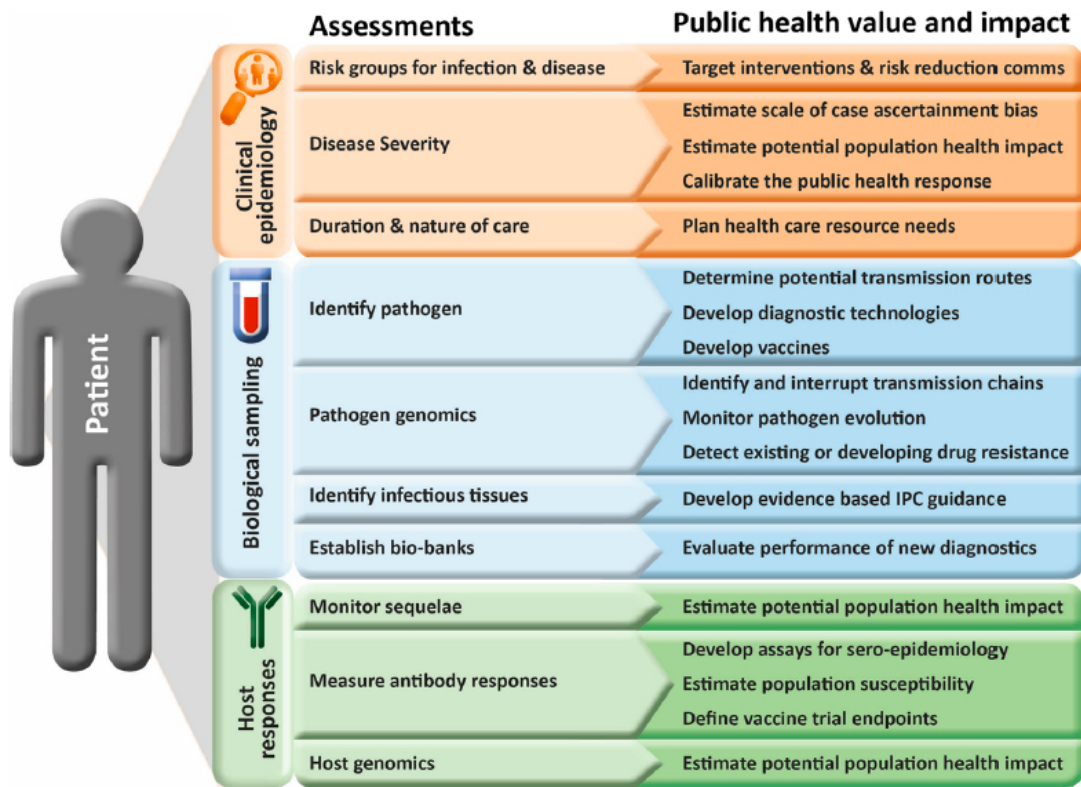 Assessments
Public health value and impact
Patient
Clinical
epidemiology
Risk groups for infection & disease
Target interventions & risk reduction comms
Disease Severity
Estimate scale of case ascertainment bias
Estimate potential population health impact
Calibrate the public health response
Duration & nature of care
Plan health care resource needs
Biological sampling
Identify pathogen
Determine potential transmission routes
Develop diagnostic technologies
Develop vaccines
Pathogen genomics
Identify and interrupt transmission chains
Monitor pathogen evolution
Detect existing or developing drug resistance
Identify infectious tissues
Develop evidence based IPC guidance
Establish bio-banks
Evaluate performance of new diagnostics
Host
responses
Monitor sequelae
Estimate potential population health impact
Measure antibody responses
Develop assays for sero-epidemiology
Estimate population susceptibility
Define vaccine trial endpoints
Host genomics
Estimate potential population health impact